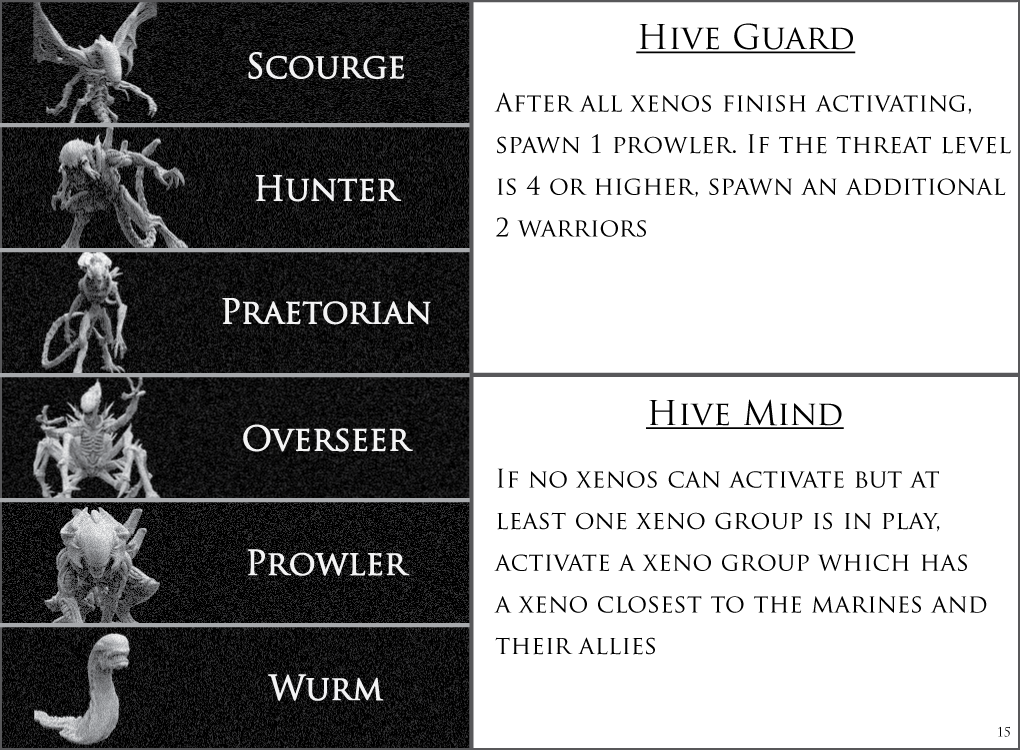 Scourge
Hunter
Praetorian
Overseer
Prowler
Wurm
Hive Guard
After all xenos finish activating,
spawn 1 prowler. If the threat level
is 4 or higher, spawn an additional
2 warriors
Hive Mind
If no xenos can activate but at
least one xeno group is in play,
activate a xeno group which has
a xeno closest to the marines and
their allies
15